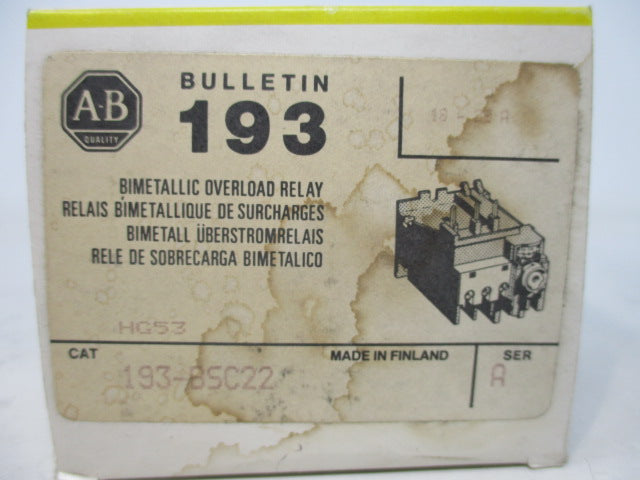 A-B
QUALITY
BULLETIN
193
BIMETALLIC OVERLOAD RELAY
RELAIS BIMETALLIQUE DE SURCHARGES
BIMETALL ÜBERSTROMRELAIS
RELE DE SOBRECARGA BIMETALICO
HG53
CAT
193-BSC22
MADE IN FINLAND
SER
A